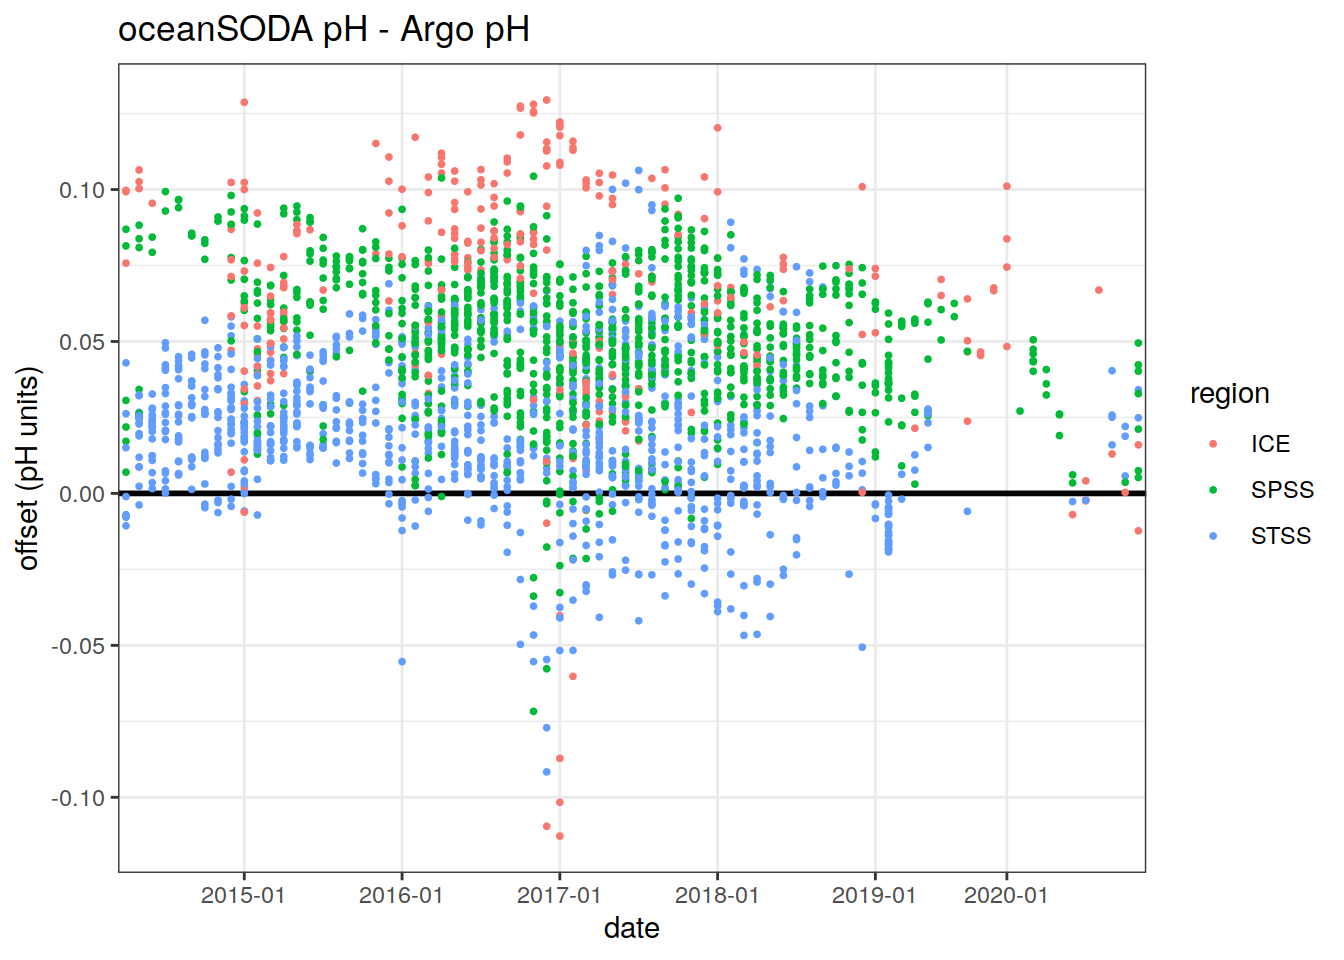 oceanSODA pH - Argo pH
offset (pH units)
0.10
0.05
0.00
-0.05
-0.10
2015-01
2016-01
2017-01
2018-01
2019-01
2020-01
date
region
ICE
SPSS
STSS